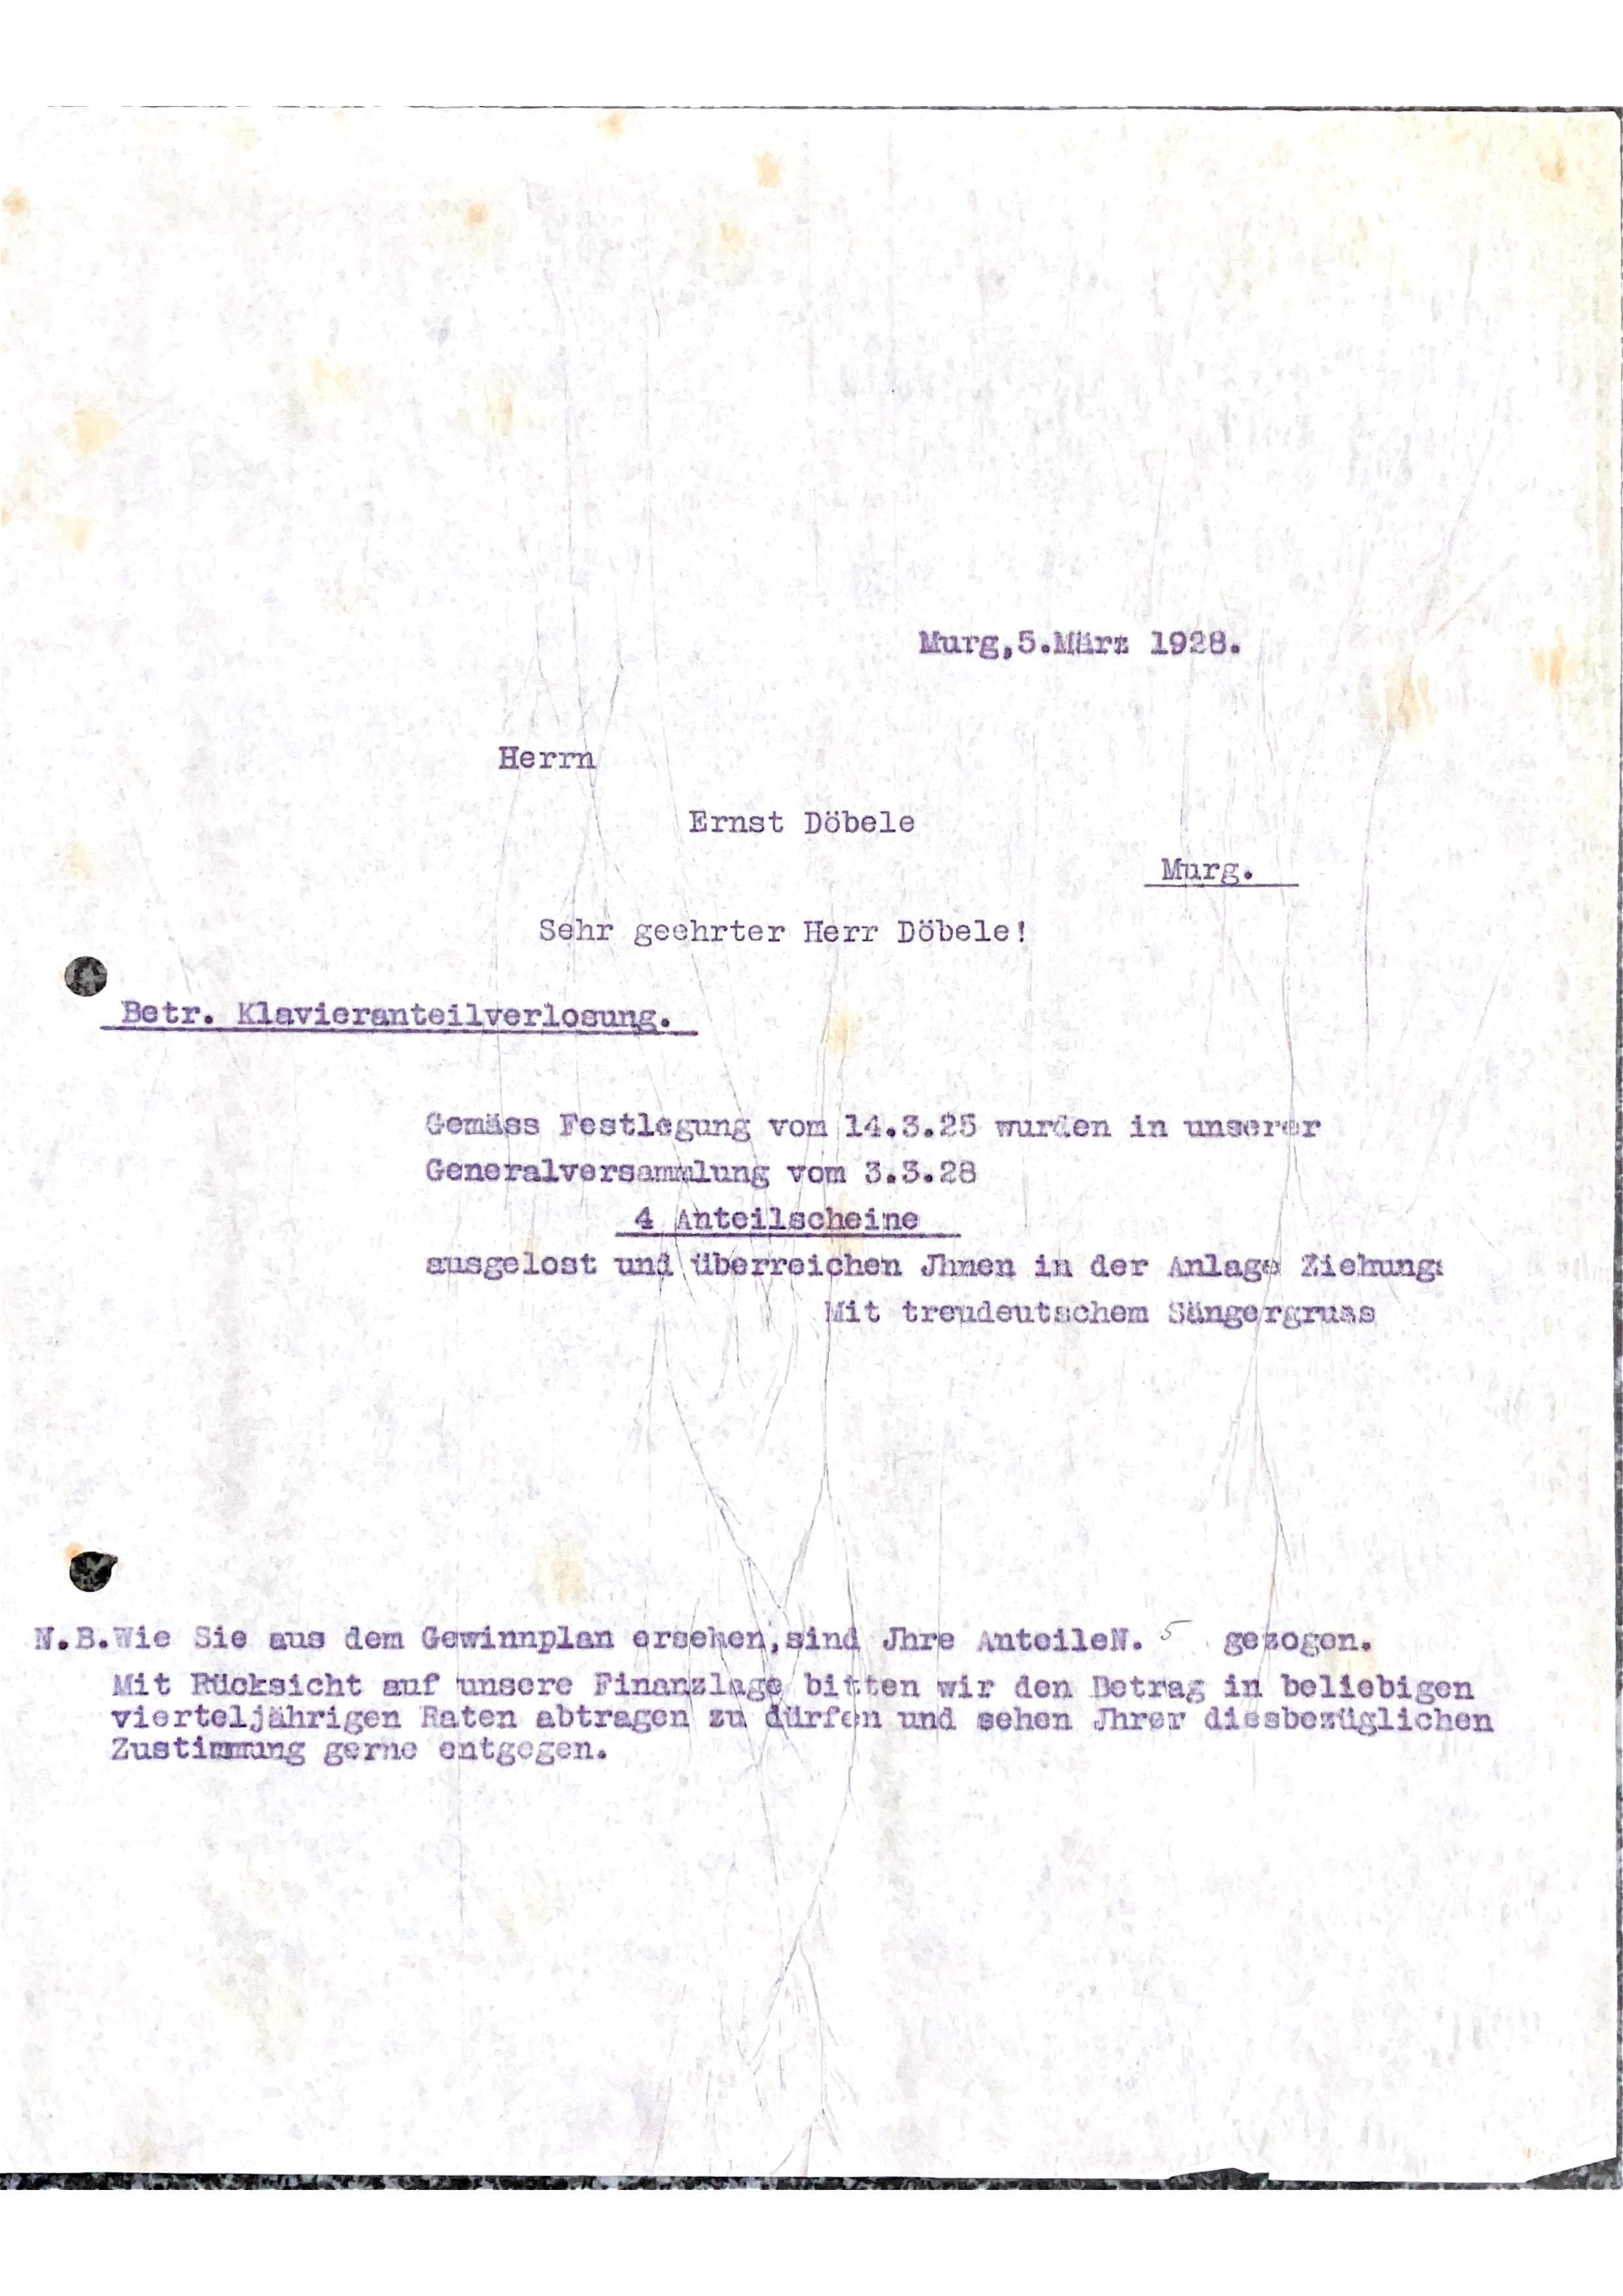 Murg,5.März 1928.
Herrn
Ernst Döbele
Murg.
Sehr geehrter Herr Döbele!
Betr. Klavieranteilverlosung.
Gemäss Festlegung vom 14.3.25 wurden in unserer
Generalversammlung vom 3.3.28
4 Anteilscheine
ausgelost und überreichen Jhnen in der Anlage Ziehungs
Mit treudeutschem Sängergruss
N.B.Wie Sie aus dem Gewinnplan ersehen,sind Jhre AnteileN. 5 gezogen.
Mit Rücksicht auf unsere Finanzlage bitten wir den Betrag in beliebigen
vierteljährigen Raten abtragen zu dürfen und sehen Jhrer diesbezüglichen
Zustimmung gerne entgegen.